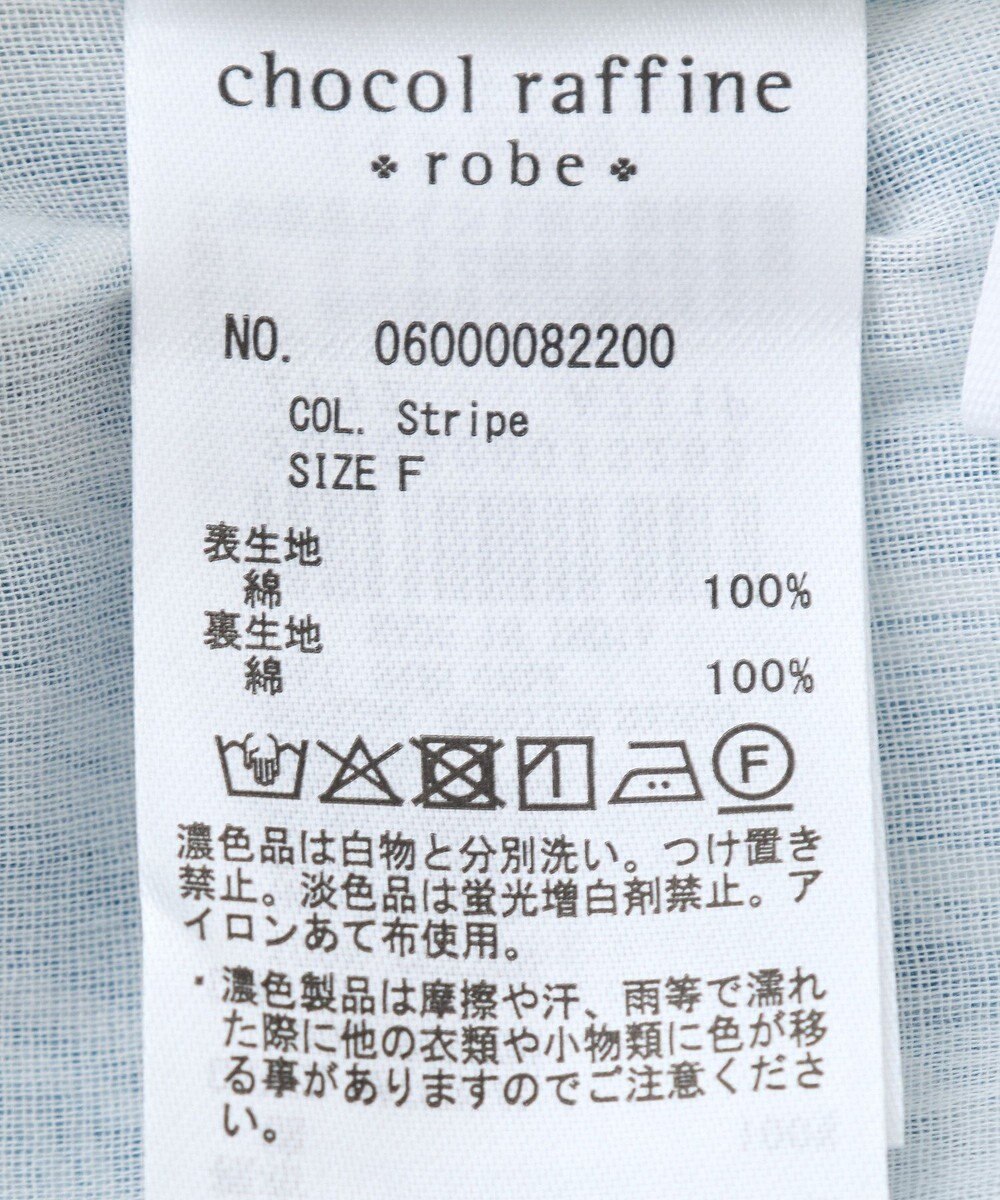 chocol raffine
robe
NO. 06000082200
COL. Stripe
SIZE F
表生地
綿 100%
裏生地
綿 100%
F
濃色品は白物と分別洗い。つけ置き
禁止。淡色品は蛍光増白剤禁止。ア
イロンあて布使用。
・濃色製品は摩擦や汗、雨等で濡れ
た際に他の衣類や小物類に色が移
る事がありますのでご注意くださ
い。